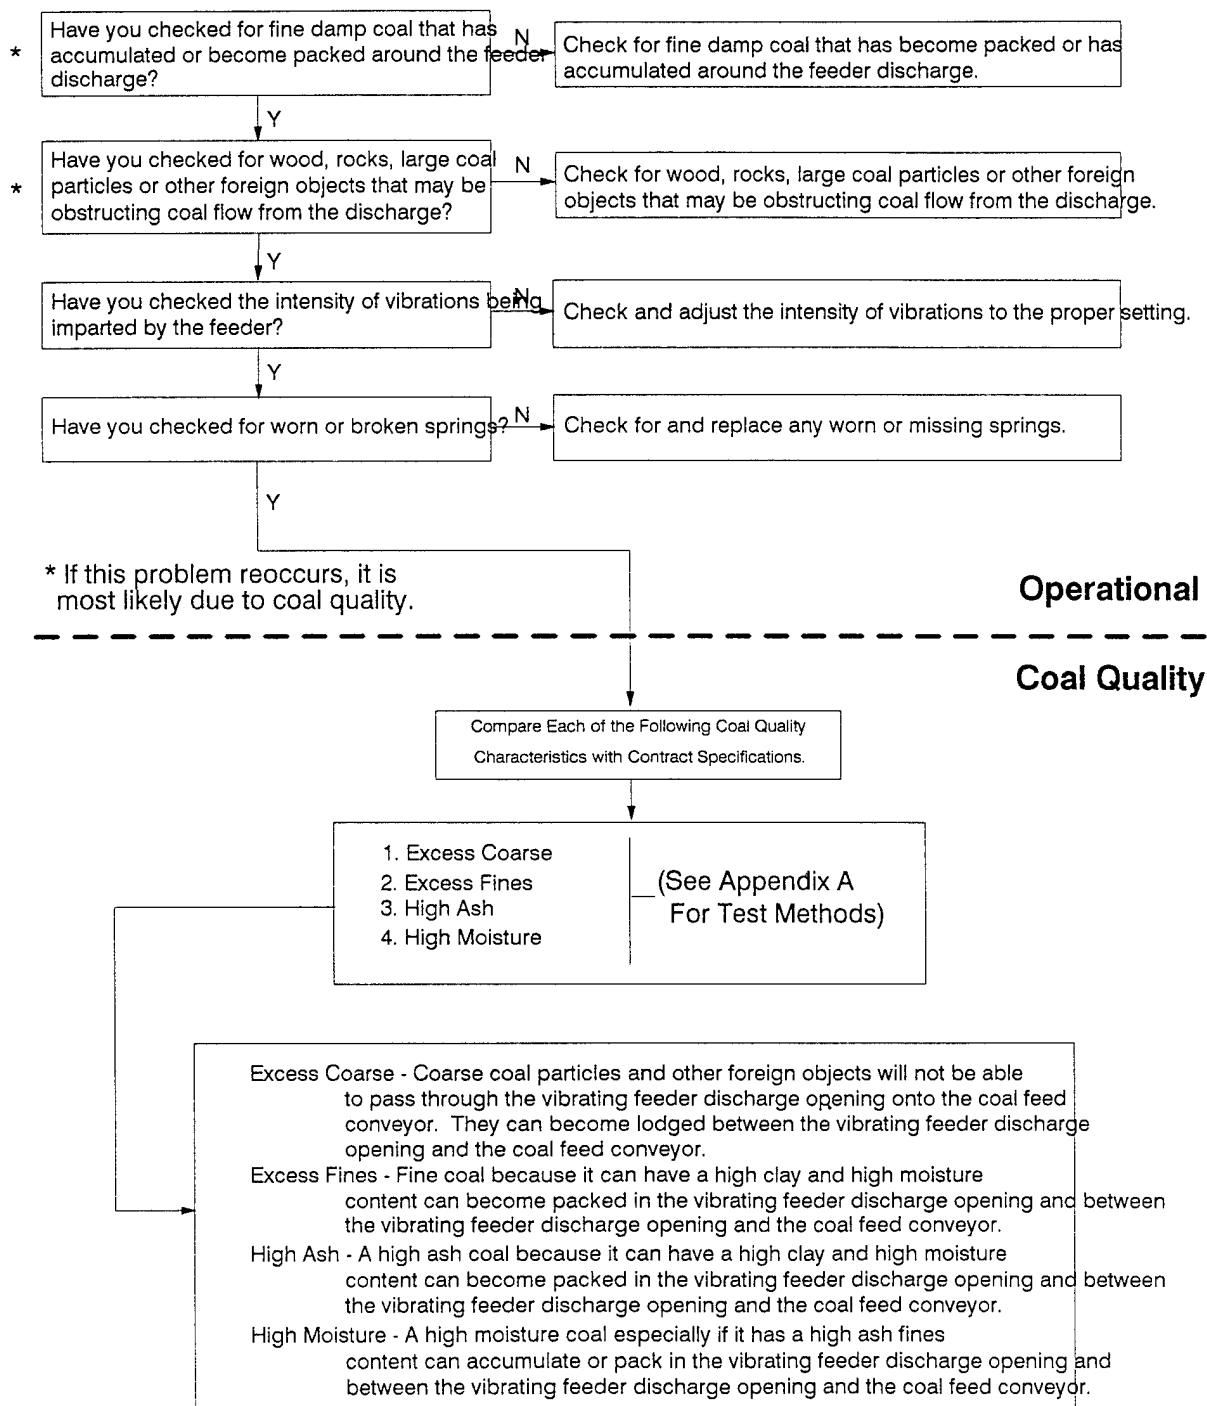 Have you checked for fine damp coal that has
* accumulated or become packed around the feeder
discharge?
N
Check for fine damp coal that has become packed or has
accumulated around the feeder discharge.
Y
Have you checked for wood, rocks, large coal
* particles or other foreign objects that may be
obstructing coal flow from the discharge?
N
Check for wood, rocks, large coal particles or other foreign
objects that may be obstructing coal flow from the discharge.
Y
Have you checked the intensity of vibrations being
imparted by the feeder?
N
Check and adjust the intensity of vibrations to the proper setting.
Y
Have you checked for worn or broken springs?
N
Check for and replace any worn or missing springs.
Y
* If this problem reoccurs, it is
most likely due to coal quality.
Operational
Coal Quality
Compare Each of the Following Coal Quality
Characteristics with Contract Specifications.
1. Excess Coarse
2. Excess Fines
3. High Ash
4. High Moisture
(See Appendix A
For Test Methods)
Excess Coarse - Coarse coal particles and other foreign objects will not be able
to pass through the vibrating feeder discharge opening onto the coal feed
conveyor. They can become lodged between the vibrating feeder discharge
opening and the coal feed conveyor.
Excess Fines - Fine coal because it can have a high clay and high moisture
content can become packed in the vibrating feeder discharge opening and between
the vibrating feeder discharge opening and the coal feed conveyor.
High Ash - A high ash coal because it can have a high clay and high moisture
content can become packed in the vibrating feeder discharge opening and between
the vibrating feeder discharge opening and the coal feed conveyor.
High Moisture - A high moisture coal especially if it has a high ash fines
content can accumulate or pack in the vibrating feeder discharge opening and
between the vibrating feeder discharge opening and the coal feed conveyor.